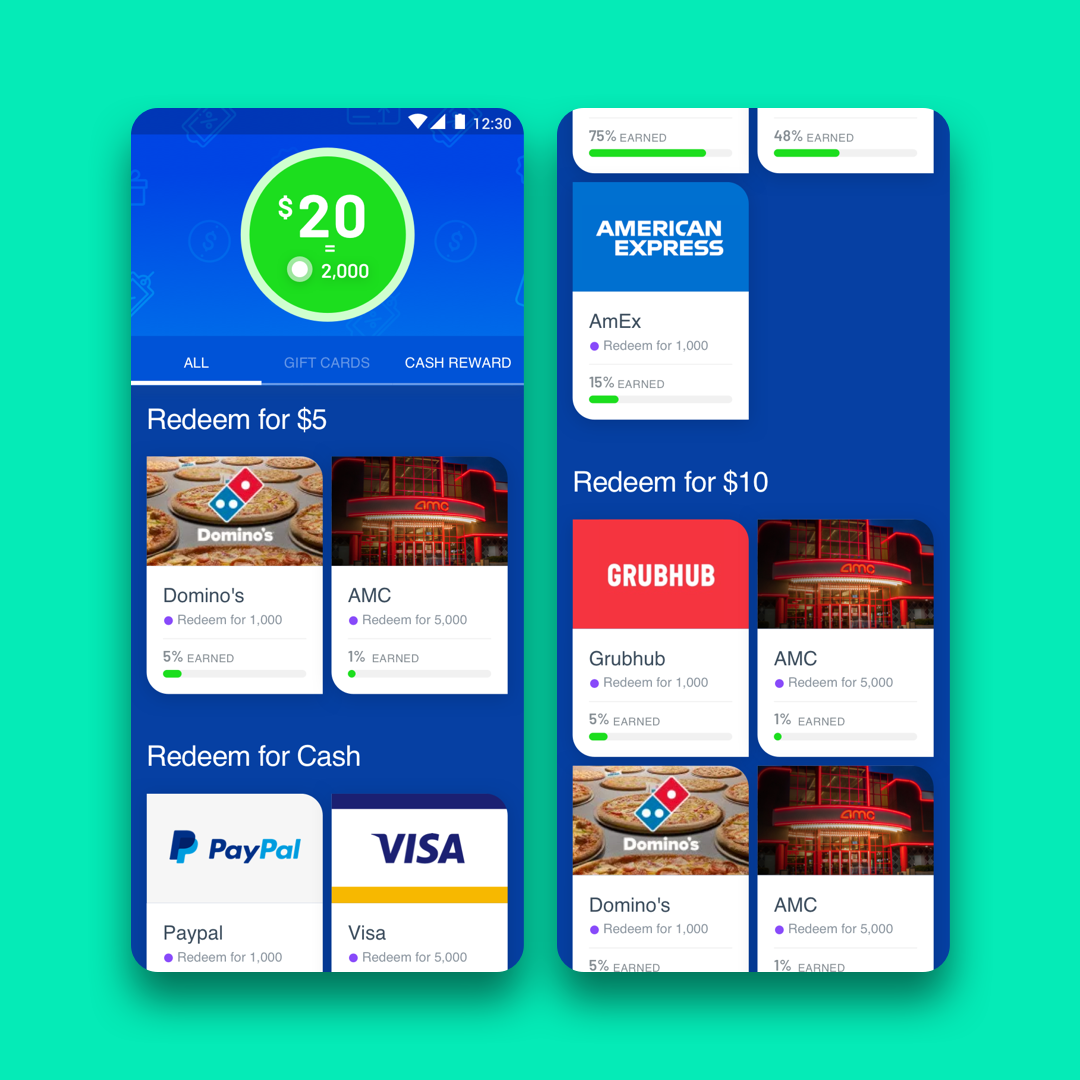 12:30
$20
=
2,000
ALL GIFT CARDS CASH REWARD
Redeem for $5
Domino's
amc
Domino's
Redeem for 1,000
5% EARNED
AMC
Redeem for 5,000
1% EARNED
Redeem for Cash
PayPal
VISA
Paypal
Redeem for 1,000
Visa
Redeem for 5,000
75% EARNED
48% EARNED
AMERICAN
EXPRESS
AmEx
Redeem for 1,000
15% EARNED
Redeem for $10
GRUBHUB
amc
Grubhub
Redeem for 1,000
5% EARNED
AMC
Redeem for 5,000
1% EARNED
Domino's
amc
Domino's
Redeem for 1,000
5% EARNED
AMC
Redeem for 5,000
1% EARNED